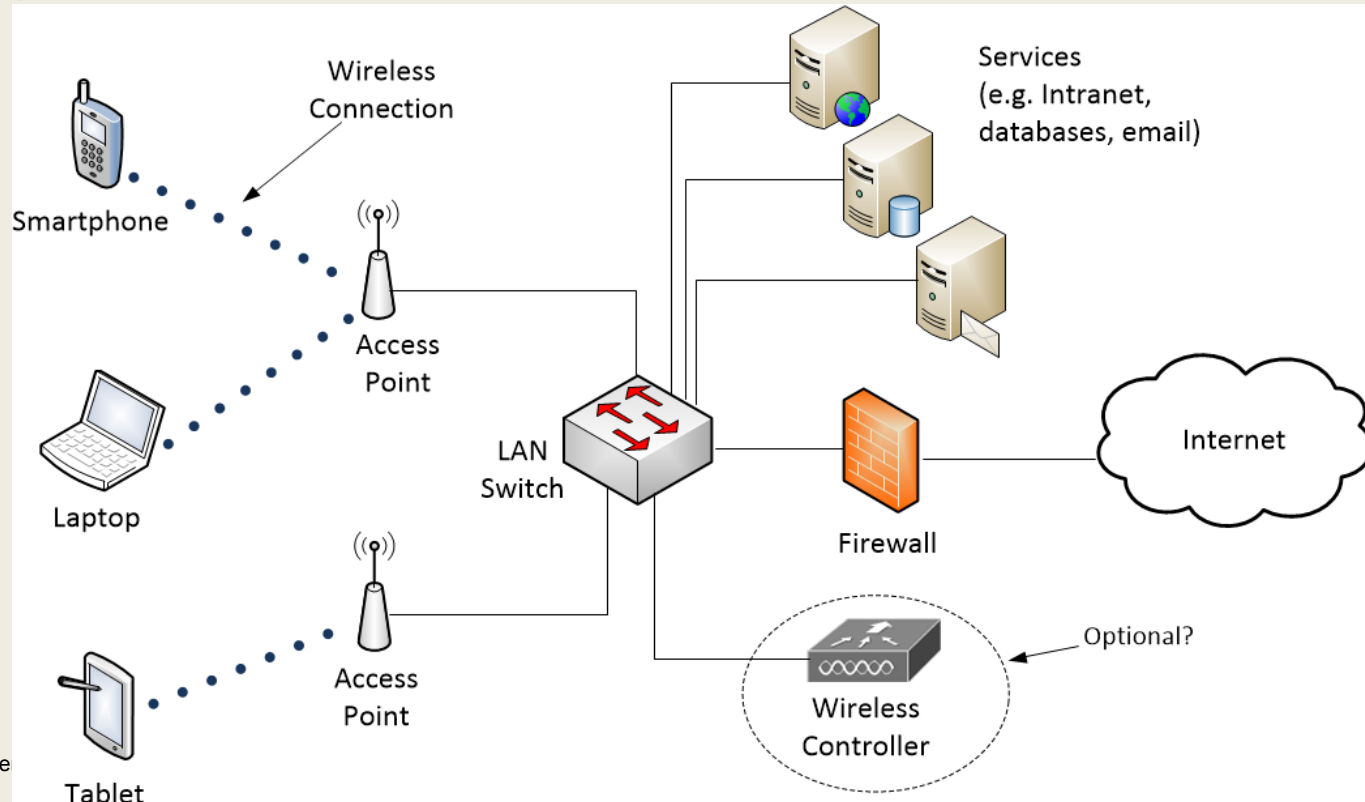 Wireless
Connection
Services
(e.g. Intranet,
databases, email)
Smartphone
Access
Point
LAN
Switch
Internet
Laptop
Firewall
Optional?
Access
Point
Wireless
Controller
e
Tablet